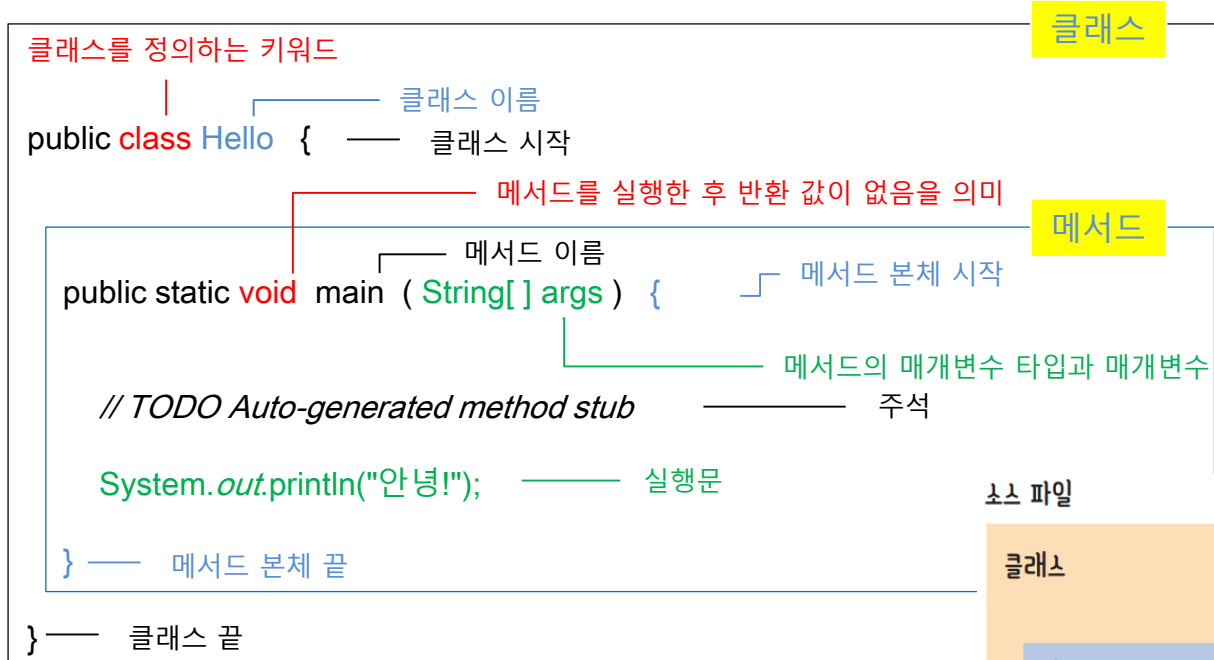 클래스
클래스를 정의하는 키워드
클래스 이름
public class Hello { 클래스 시작
메서드를 실행한 후 반환 값이 없음을 의미
메서드
메서드 이름
메서드 본체 시작
public static void main ( String[ ] args ) {
메서드의 매개변수 타입과 매개변수
// TODO Auto-generated method stub 주석
System.out.println("안녕!"); 실행문
소스 파일
클래스
} 메서드 본체 끝
} 클래스 끝